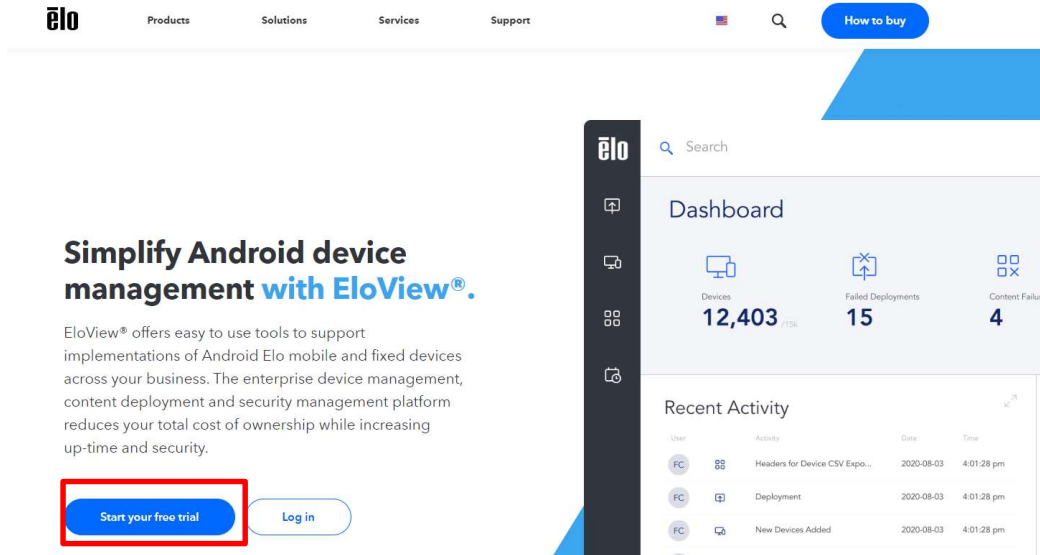 ēlo
Products
Solutions
Services
Support
How to buy
Simplify Android device
management with EloView®.
EloView® offers easy to use tools to support
implementations of Android Elo mobile and fixed devices
across your business. The enterprise device management,
content deployment and security management platform
reduces your total cost of ownership while increasing
up-time and security.
Start your free trial
Log in
ēlo
Search
Dashboard
Devices
12,403 /15k
Failed Deployments
15
Content Failu
4
Recent Activity
User Activity Date Time
FC Headers for Device CSV Expo... 2020-08-03 4:01:28 pm
FC Deployment 2020-08-03 4:01:28 pm
FC New Devices Added 2020-08-03 4:01:28 pm